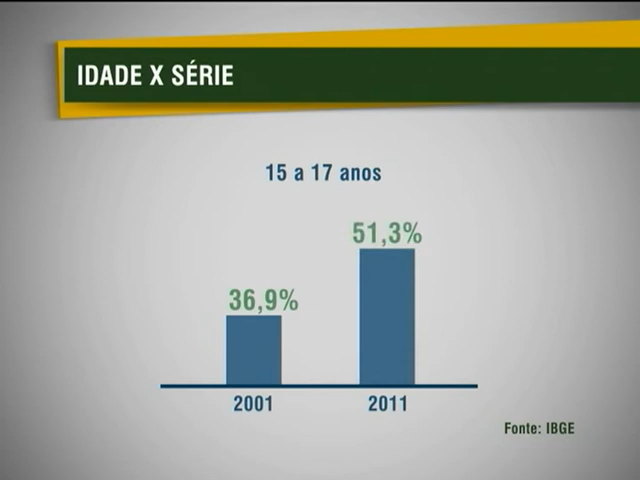 IDADE X SÉRIE
15 a 17 anos
51,3%
36,9%
2001 2011
Fonte: IBGE